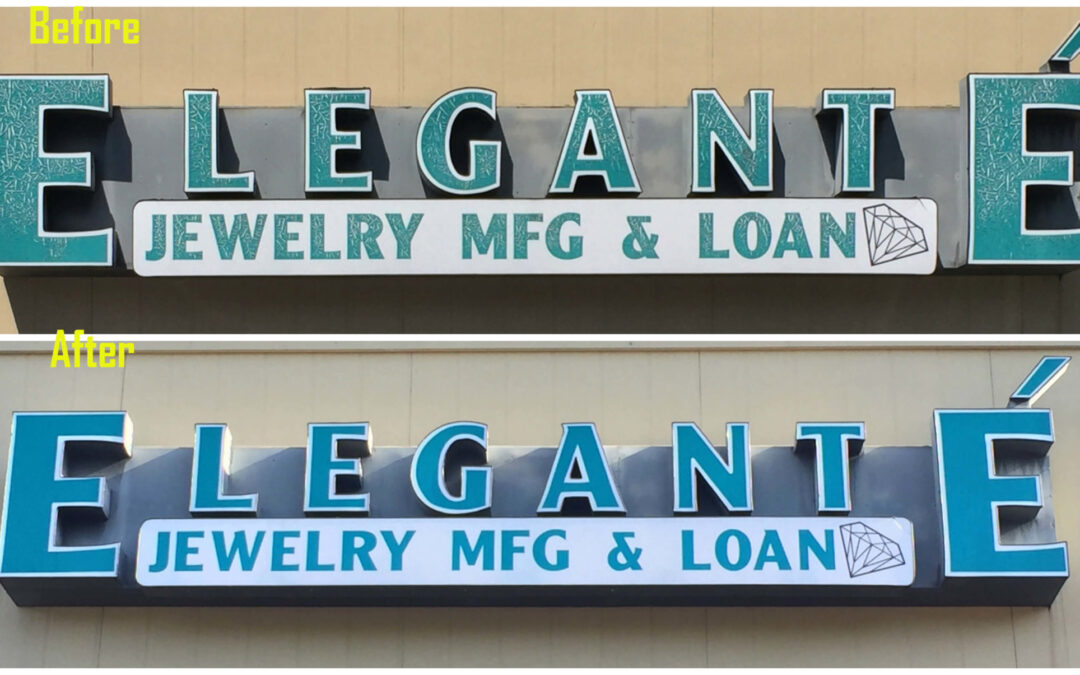 Before
ELEGANTÉ
JEWELRY MFG & LOAN
After
ELEGANTÉ
JEWELRY MFG & LOAN